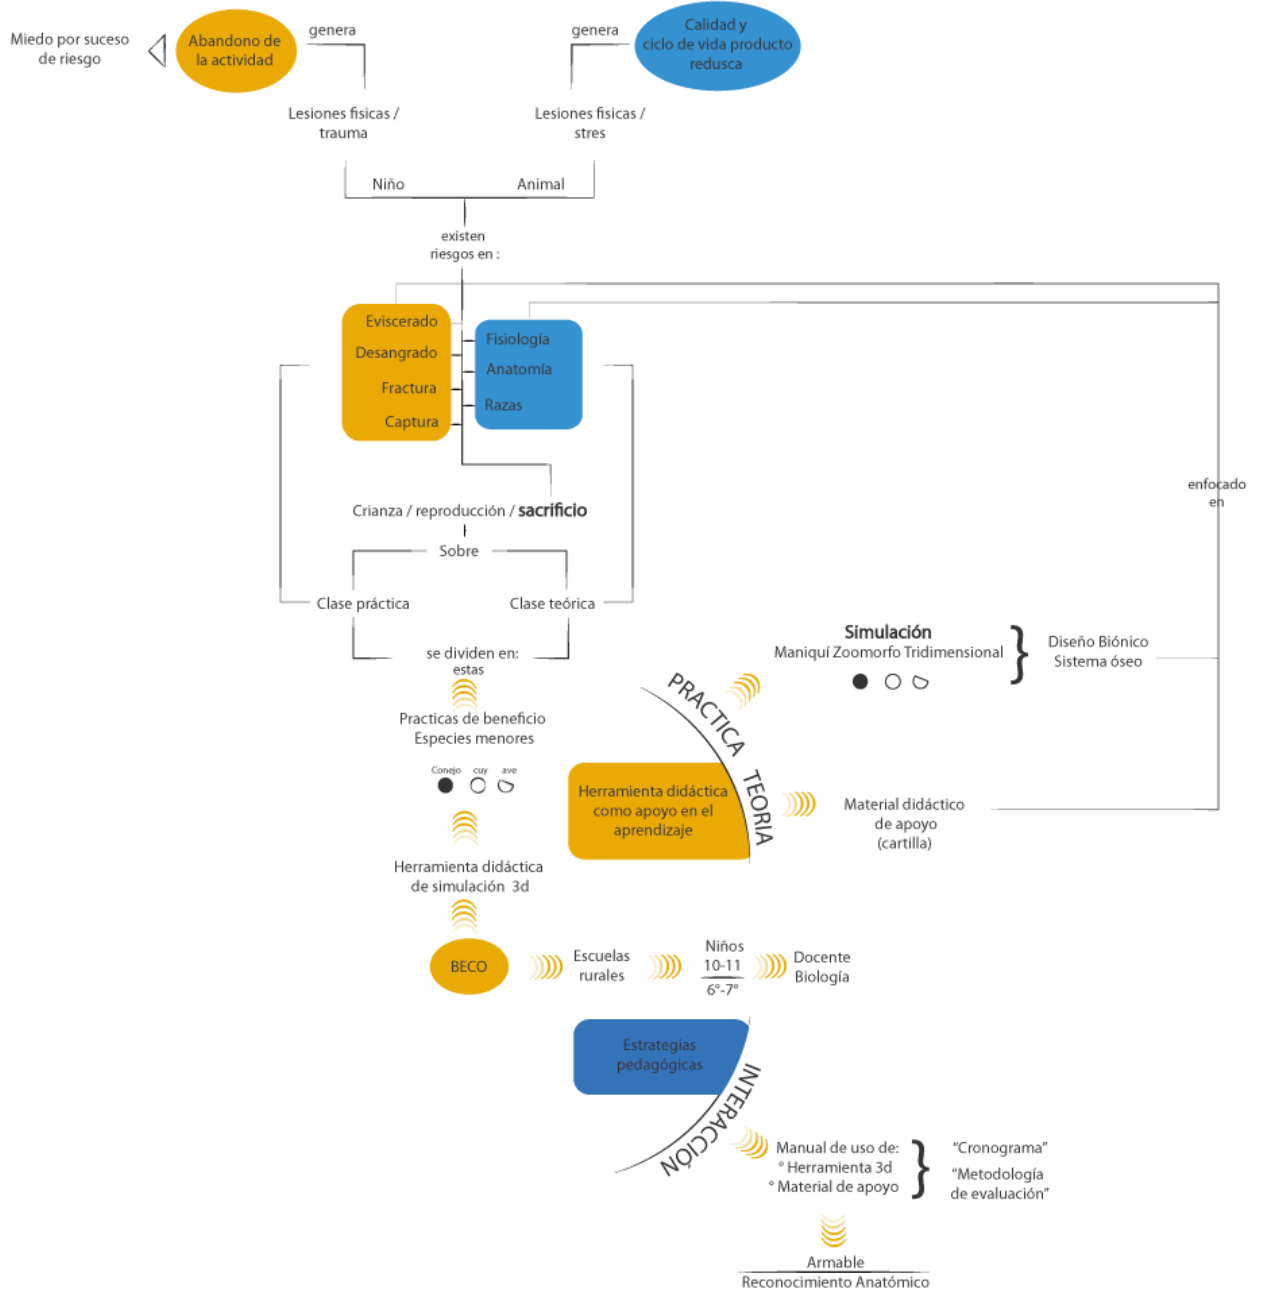 Miedo por suceso
de riesgo
Abandono de
la actividad
genera
genera
Calidad y
ciclo de vida producto
redusca
Lesiones fisicas /
trauma
Lesiones fisicas /
stres
Niño
Animal
existen
riesgos en :
Eviscerado
Desangrado
Fractura
Captura
Fisiología
Anatomía
Razas
enfocado
en
Crianza / reproducción / sacrificio
Sobre
Clase práctica
Clase teórica
se dividen en:
estas
Practicas de beneficio
Especies menores
Conejo cuy ave
Herramienta didáctica
de simulación 3d
Simulación
Maniquí Zoomorfo Tridimensional
}
Diseño Biónico
Sistema óseo
PRACTICA TEORIA
Herramienta didáctica
como apoyo en el
aprendizaje
Material didáctico
de apoyo
(cartilla)
BECO
Escuelas
rurales
Niños
10-11
6°-7°
Docente
Biología
Estrategias
pedagógicas
INTERACCIÓN
Manual de uso de:
° Herramienta 3d
° Material de apoyo
}
“Cronograma”
“Metodología
de evaluación”
Armable
Reconocimiento Anatómico